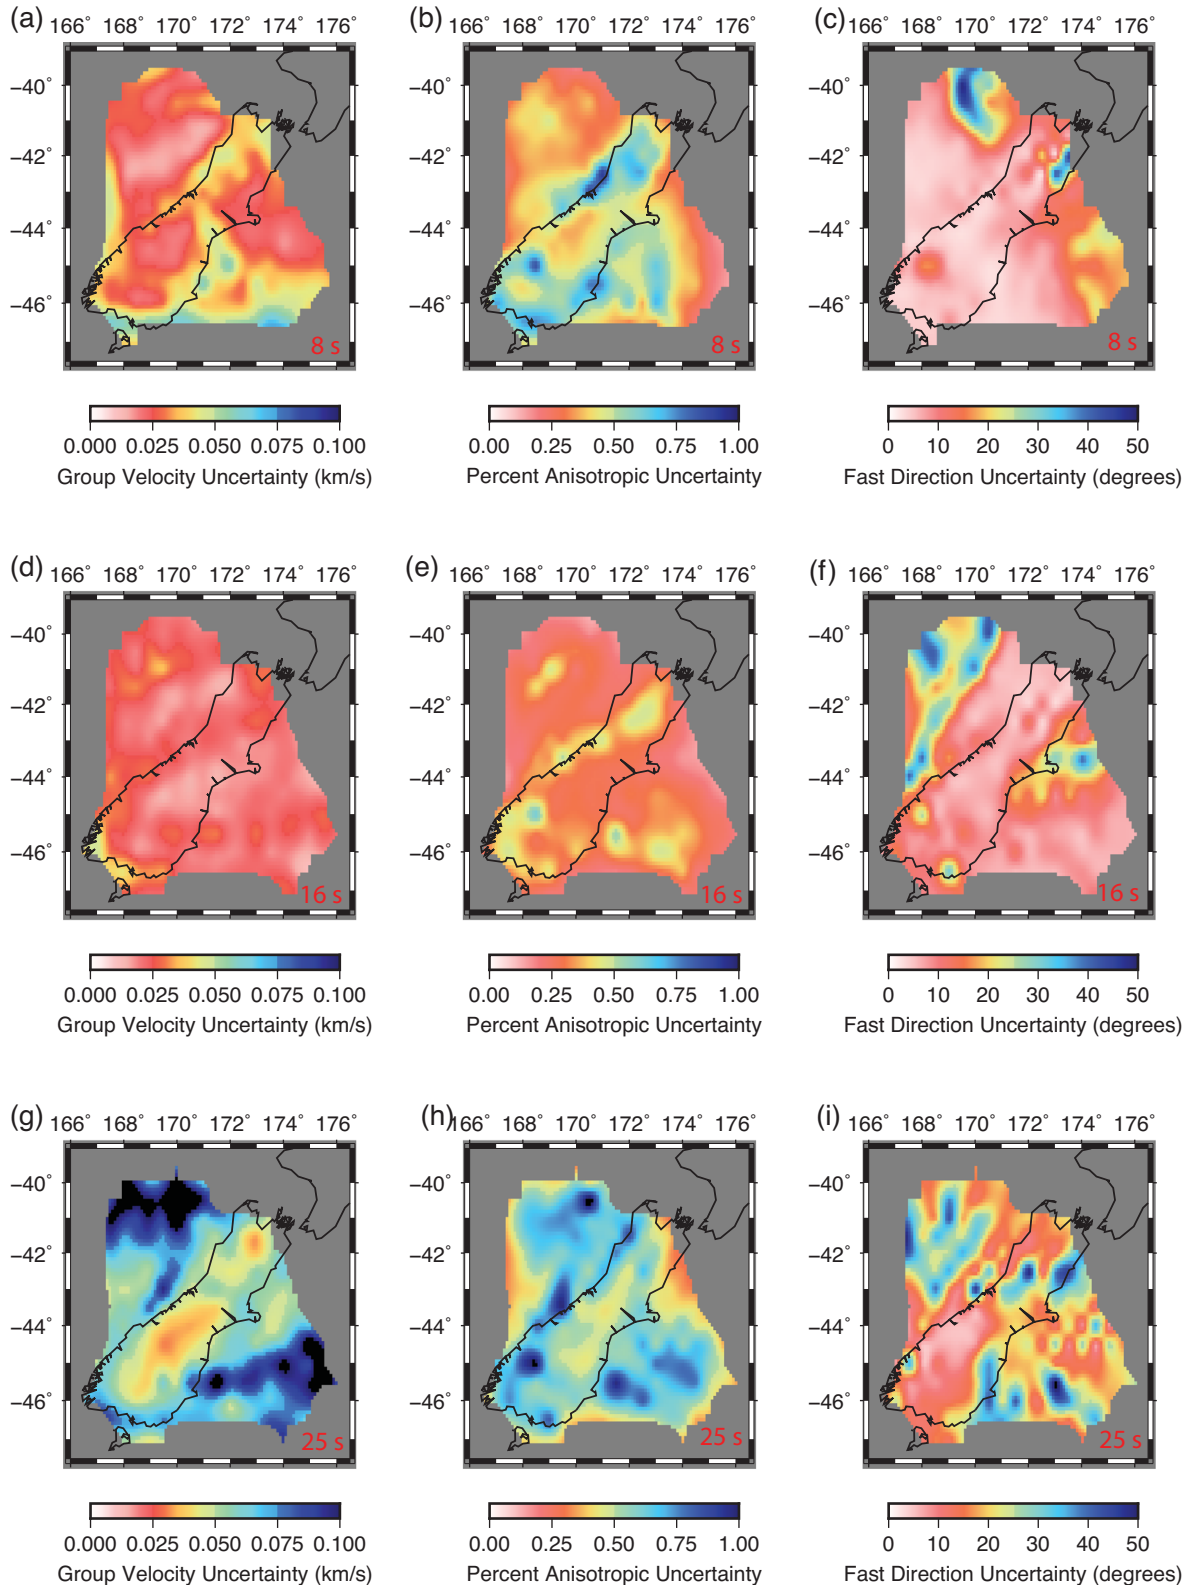 (a) (b) (c)
166° 168° 170° 172° 174° 176° 166° 168° 170° 172° 174° 176° 166° 168° 170° 172° 174° 176°
−40° −40° −40°
−42° −42° −42°
−44° −44° −44°
−46° −46° −46°
8 s 8 s 8 s
0.000 0.025 0.050 0.075 0.100 0.00 0.25 0.50 0.75 1.00 0 10 20 30 40 50
Group Velocity Uncertainty (km/s) Percent Anisotropic Uncertainty Fast Direction Uncertainty (degrees)
(d) (e) (f)
166° 168° 170° 172° 174° 176° 166° 168° 170° 172° 174° 176° 166° 168° 170° 172° 174° 176°
−40° −40° −40°
−42° −42° −42°
−44° −44° −44°
−46° −46° −46°
16 s 16 s 16 s
0.000 0.025 0.050 0.075 0.100 0.00 0.25 0.50 0.75 1.00 0 10 20 30 40 50
Group Velocity Uncertainty (km/s) Percent Anisotropic Uncertainty Fast Direction Uncertainty (degrees)
(g) (h) (i)
166° 168° 170° 172° 174° 176° 166° 168° 170° 172° 174° 176° 166° 168° 170° 172° 174° 176°
−40° −40° −40°
−42° −42° −42°
−44° −44° −44°
−46° −46° −46°
25 s 25 s 25 s
0.000 0.025 0.050 0.075 0.100 0.00 0.25 0.50 0.75 1.00 0 10 20 30 40 50
Group Velocity Uncertainty (km/s) Percent Anisotropic Uncertainty Fast Direction Uncertainty (degrees)